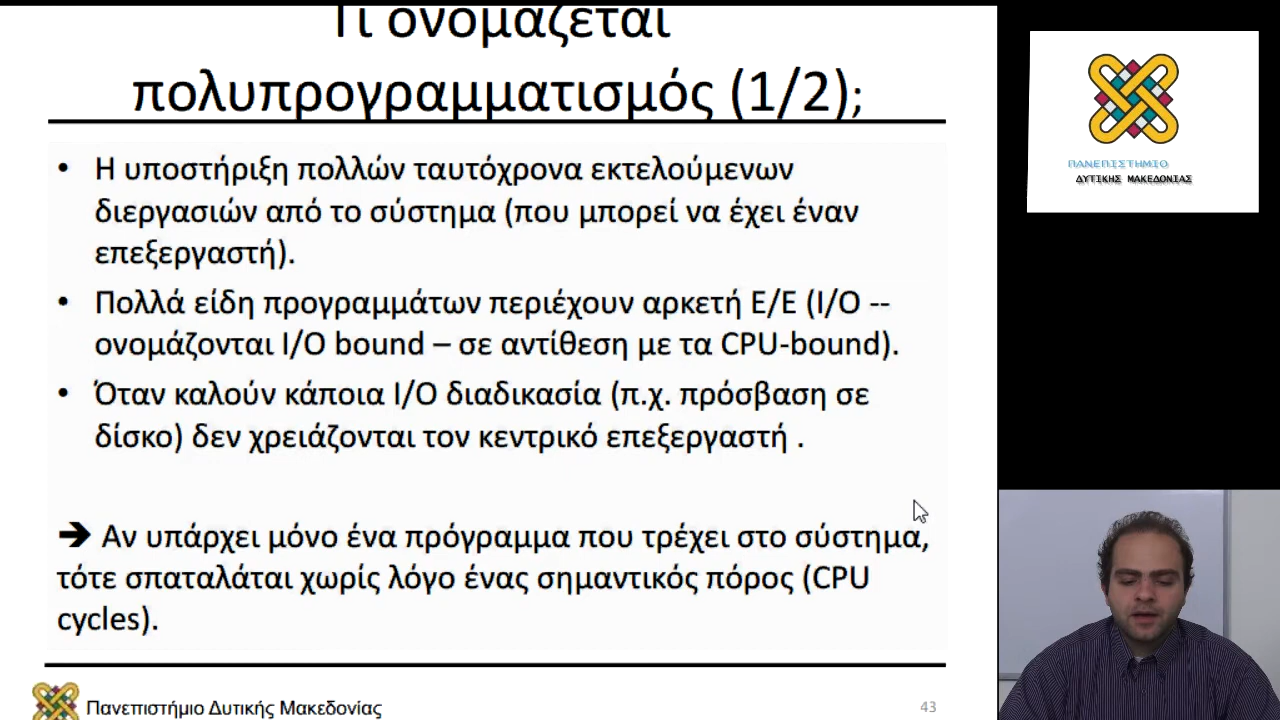 Τι ονομάζεται
πολυπρογραμματισμός (1/2);
• Η υποστήριξη πολλών ταυτόχρονα εκτελούμενων
διεργασιών από το σύστημα (που μπορεί να έχει έναν
επεξεργαστή).
• Πολλά είδη προγραμμάτων περιέχουν αρκετή Ε/Ε (I/O --
ονομάζονται I/O bound – σε αντίθεση με τα CPU-bound).
• Όταν καλούν κάποια I/O διαδικασία (π.χ. πρόσβαση σε
δίσκο) δεν χρειάζονται τον κεντρικό επεξεργαστή .
➔ Αν υπάρχει μόνο ένα πρόγραμμα που τρέχει στο σύστημα,
τότε σπαταλάται χωρίς λόγο ένας σημαντικός πόρος (CPU
cycles).
Πανεπιστήμιο Δυτικής Μακεδονίας
43
ΠΑΝΕΠΙΣΤΗΜΙΟ
ΔΥΤΙΚΗΣ ΜΑΚΕΔΟΝΙΑΣ